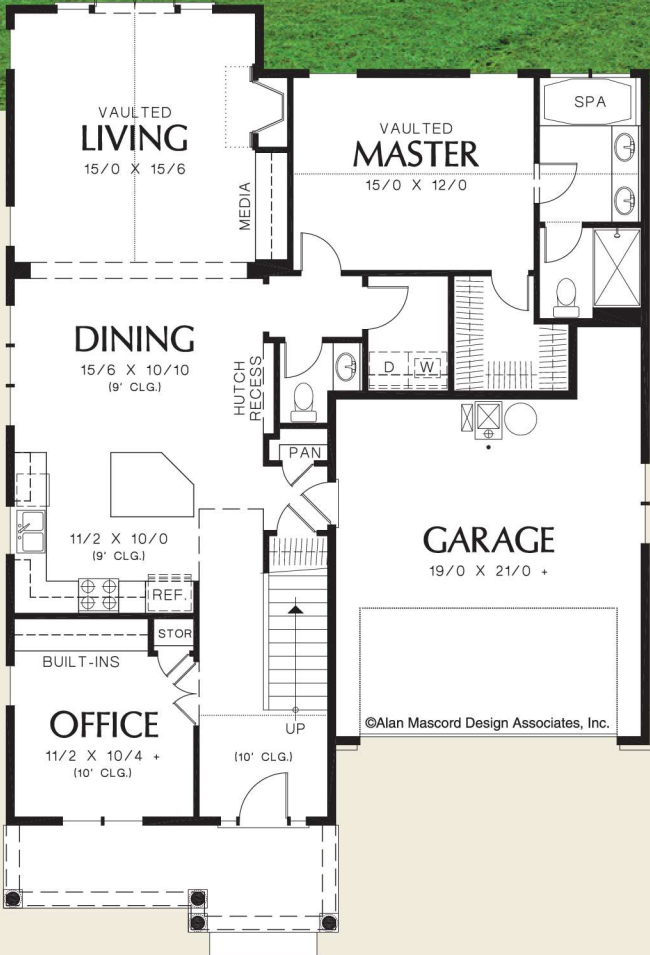 VAULTED
LIVING
15/0 X 15/6
MEDIA
VAULTED
MASTER
15/0 X 12/0
SPA
DINING
15/6 X 10/10
(9' CLG.)
HUTCH
RECESS
D
W
PAN
11/2 X 10/0
(9' CLG.)
REF.
GARAGE
19/0 X 21/0 +
STOR
BUILT-INS
OFFICE
11/2 X 10/4 +
(10' CLG.)
UP
(10' CLG.)
©Alan Mascord Design Associates, Inc.